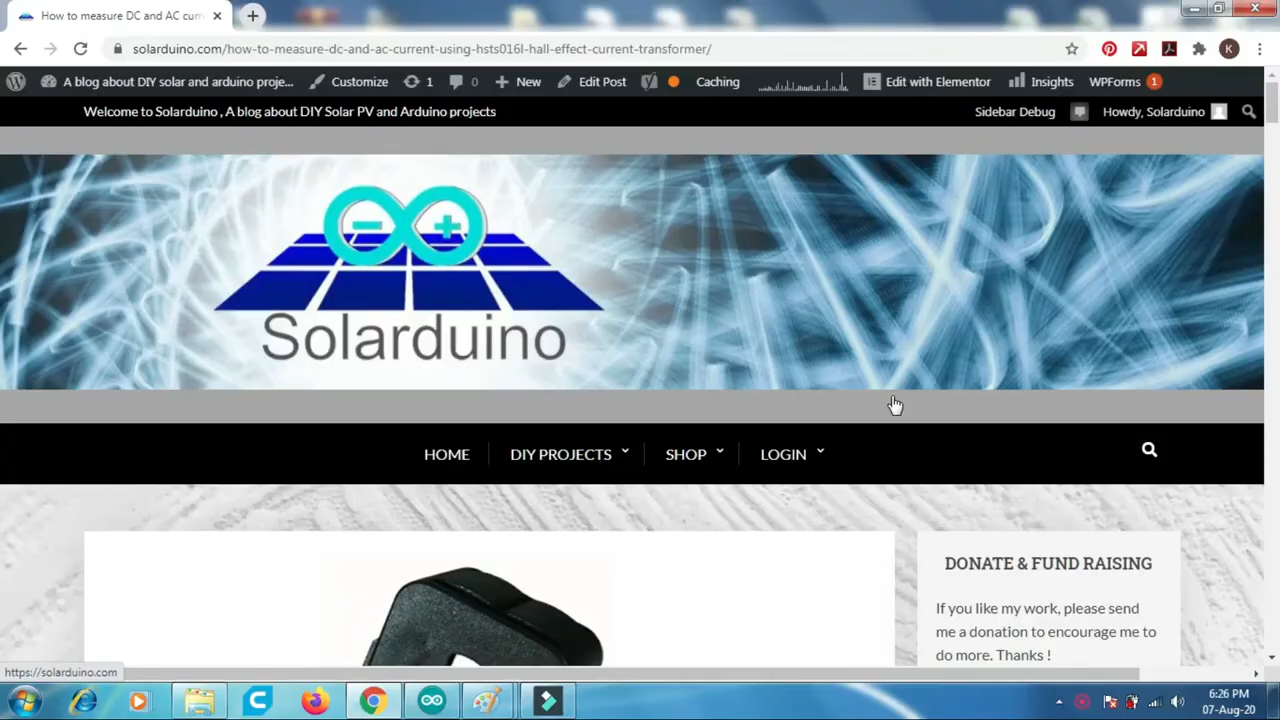 How to measure DC and AC curr
solarduino.com/how-to-measure-dc-and-ac-current-using-hsts016l-hall-effect-current-transformer/
K
A blog about DIY solar and arduino proje...
Customize
1
0
New
Edit Post
Caching
Edit with Elementor
Insights
WPForms
1
Welcome to Solarduino , A blog about DIY Solar PV and Arduino projects
Sidebar Debug
Howdy, Solarduino
Solarduino
HOME
DIY PROJECTS
SHOP
LOGIN
DONATE & FUND RAISING
If you like my work, please send
me a donation to encourage me to
do more. Thanks !
https://solarduino.com
6:26 PM
07-Aug-20